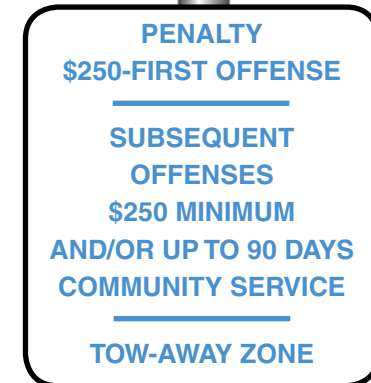 PENALTY
$250-FIRST OFFENSE
SUBSEQUENT
OFFENSES
$250 MINIMUM
AND/OR UP TO 90 DAYS
COMMUNITY SERVICE
TOW-AWAY ZONE